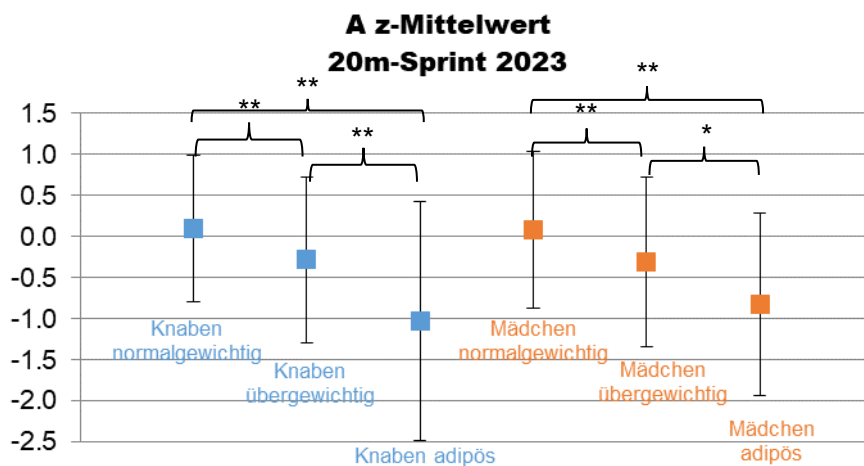 A z-Mittelwert
20m-Sprint 2023
**
**
**
**
**
*
1.5
1.0
0.5
0.0
-0.5
-1.0
-1.5
-2.0
-2.5
Knaben
normalgewichtig
Knaben
übergewichtig
Knaben adipös
Mädchen
normalgewichtig
Mädchen
übergewichtig
Mädchen
adipös